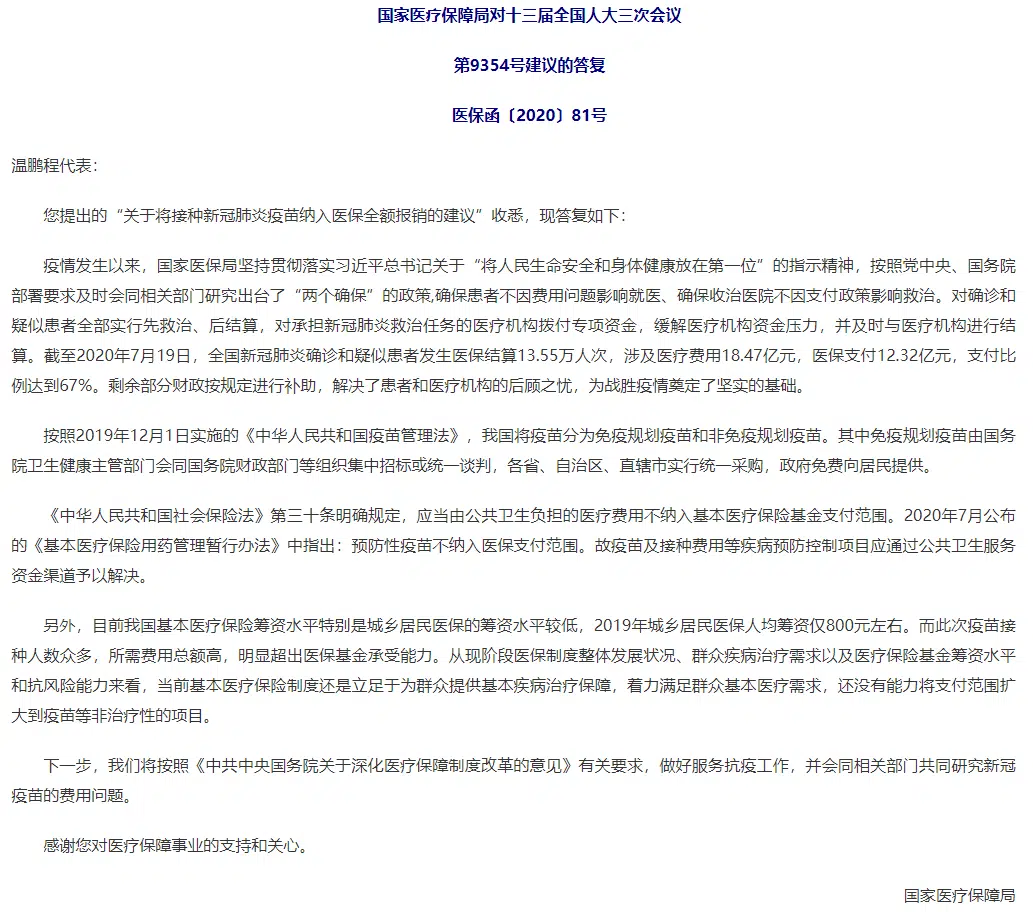 国家医疗保障局对十三届全国人大三次会议
第9354号建议的答复
医保函〔2020〕81号
温鹏程代表：
您提出的“关于将接种新冠肺炎疫苗纳入医保全额报销的建议”收悉，现答复如下：
疫情发生以来，国家医保局坚持贯彻落实习近平总书记关于“将人民生命安全和身体健康放在第一位”的指示精神，按照党中央、国务院
部署要求及时会同相关部门研究出台了“两个确保”的政策,确保患者不因费用问题影响就医、确保收治医院不因支付政策影响救治。对确诊和
疑似患者全部实行先救治、后结算，对承担新冠肺炎救治任务的医疗机构拨付专项资金，缓解医疗机构资金压力，并及时与医疗机构进行结
算。截至2020年7月19日，全国新冠肺炎确诊和疑似患者发生医保结算13.55万人次，涉及医疗费用18.47亿元，医保支付12.32亿元，支付比
例达到67%。剩余部分财政按规定进行补助，解决了患者和医疗机构的后顾之忧，为战胜疫情奠定了坚实的基础。
按照2019年12月1日实施的《中华人民共和国疫苗管理法》，我国将疫苗分为免疫规划疫苗和非免疫规划疫苗。其中免疫规划疫苗由国务
院卫生健康主管部门会同国务院财政部门等组织集中招标或统一谈判，各省、自治区、直辖市实行统一采购，政府免费向居民提供。
《中华人民共和国社会保险法》第三十条明确规定，应当由公共卫生负担的医疗费用不纳入基本医疗保险基金支付范围。2020年7月公布
的《基本医疗保险用药管理暂行办法》中指出：预防性疫苗不纳入医保支付范围。故疫苗及接种费用等疾病预防控制项目应通过公共卫生服务
资金渠道予以解决。
另外，目前我国基本医疗保险筹资水平特别是城乡居民医保的筹资水平较低，2019年城乡居民医保人均筹资仅800元左右。而此次疫苗接
种人数众多，所需费用总额高，明显超出医保基金承受能力。从现阶段医保制度整体发展状况、群众疾病治疗需求以及医疗保险基金筹资水平
和抗风险能力来看，当前基本医疗保险制度还是立足于为群众提供基本疾病治疗保障，着力满足群众基本医疗需求，还没有能力将支付范围扩
大到疫苗等非治疗性的项目。
下一步，我们将按照《中共中央国务院关于深化医疗保障制度改革的意见》有关要求，做好服务抗疫工作，并会同相关部门共同研究新冠
疫苗的费用问题。
感谢您对医疗保障事业的支持和关心。
国家医疗保障局